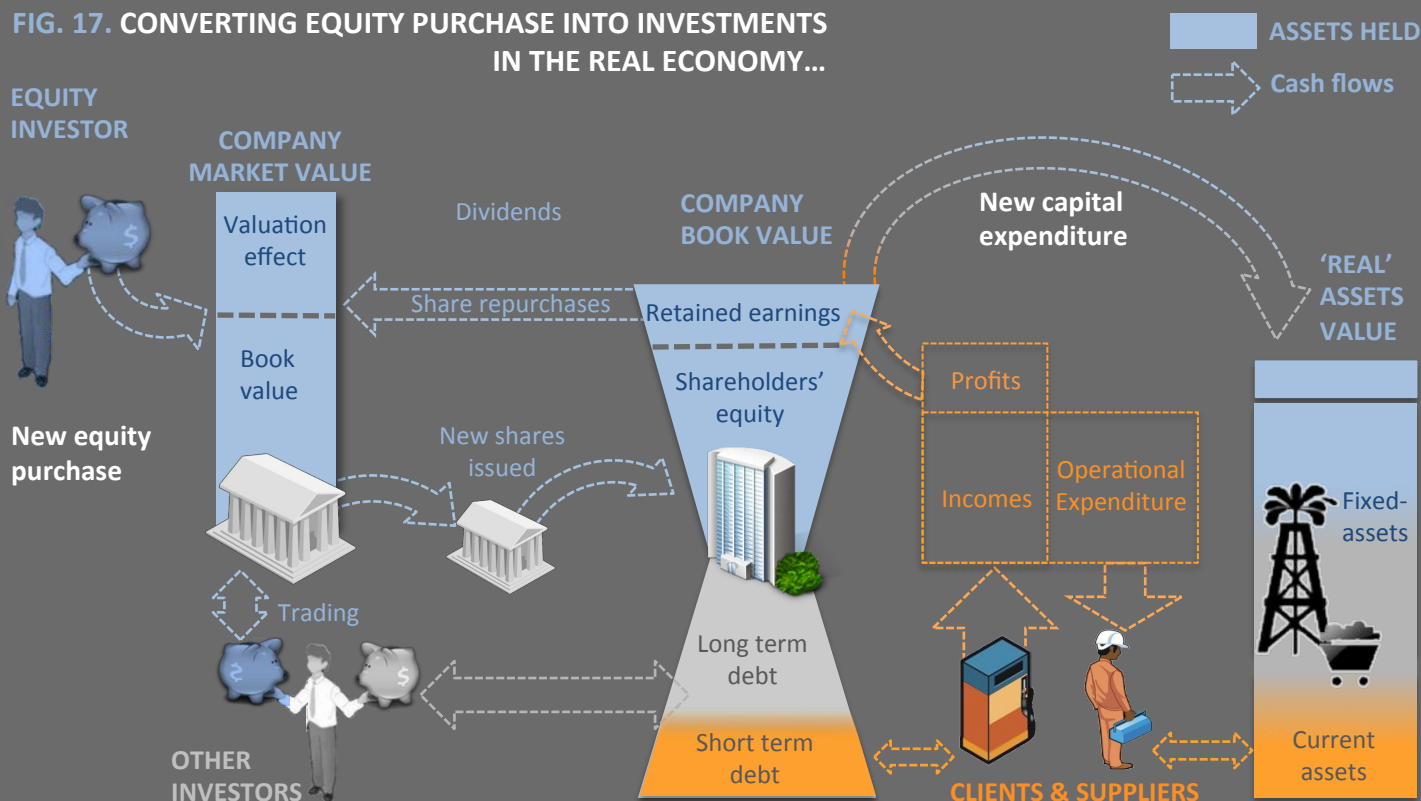 FIG. 17. CONVERTING EQUITY PURCHASE INTO INVESTMENTS
IN THE REAL ECONOMY...
ASSETS HELD
Cash flows
EQUITY
INVESTOR
COMPANY
MARKET VALUE
Valuation
effect
Book
value
New equity
purchase
Dividends
Share repurchases
New shares
issued
Trading
OTHER
INVESTORS
COMPANY
BOOK VALUE
Retained earnings
Shareholders’
equity
Long term
debt
Short term
debt
New capital
expenditure
Profits
Incomes
Operational
Expenditure
CLIENTS & SUPPLIERS
‘REAL’
ASSETS
VALUE
Fixed-
assets
Current
assets